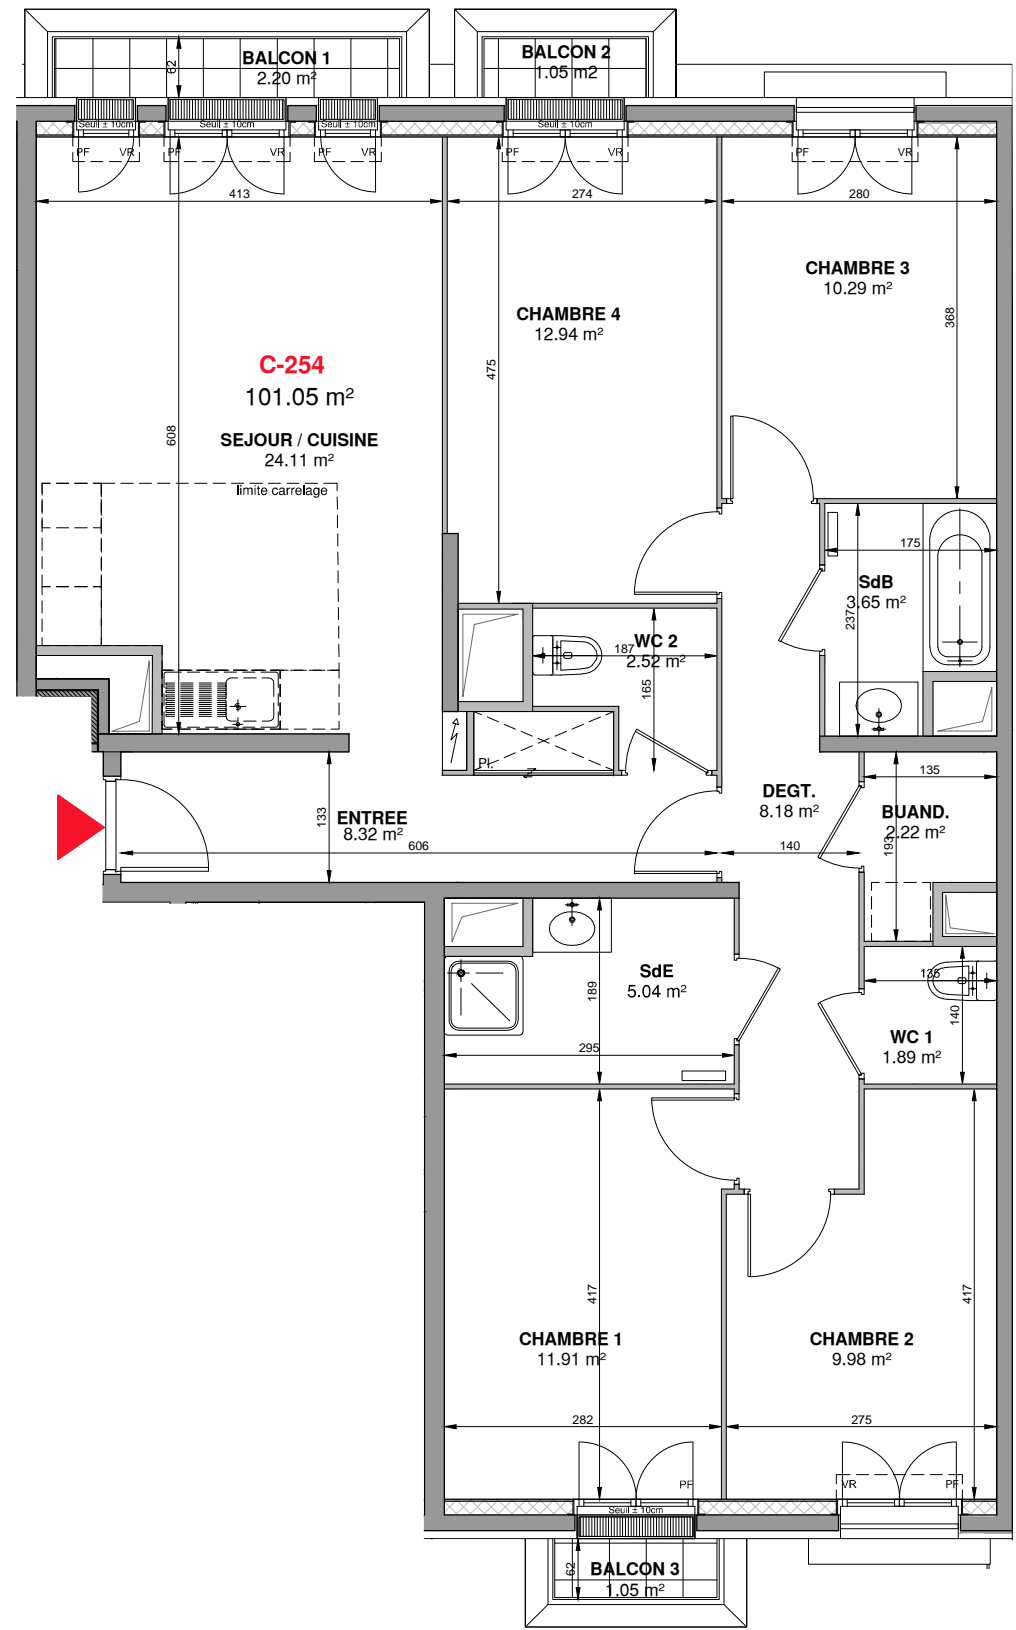 BALCON 1
2.20 m²
62
BALCON 2
1.05 m2
Seuil ± 10cm
Seuil ± 10cm
Seuil ± 10cm
Seuil ± 10cm
PF
VR
PF
VR
PF
VR
PF
VR
PF
VR
413
274
280
CHAMBRE 3
10.29 m²
368
CHAMBRE 4
12.94 m²
475
C-254
101.05 m²
608
SEJOUR / CUISINE
24.11 m²
limite carrelage
175
SdB
3.65 m²
237
WC 2
187
2.52 m²
165
Pl.
133
ENTREE
8.32 m²
606
DEGT.
8.18 m²
140
135
BUAND.
2.22 m²
193
SdE
5.04 m²
189
295
135
140
WC 1
1.89 m²
417
417
CHAMBRE 1
11.91 m²
CHAMBRE 2
9.98 m²
282
275
PF
VR
PF
Seuil ± 10cm
62
BALCON 3
1.05 m²